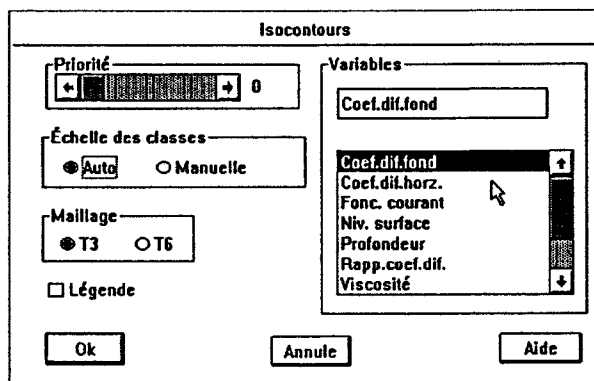 Isocontours
Priorité
0
Échelle des classes
Auto
Manuelle
Maillage
T3
T6
Légende
Variables
Coef.dif.fond
Coef.dif.fond
Coef.dif.horz.
Fonc. courant
Niv. surface
Profondeur
Rapp.coef.dif.
Viscosité
Ok
Annule
Aide